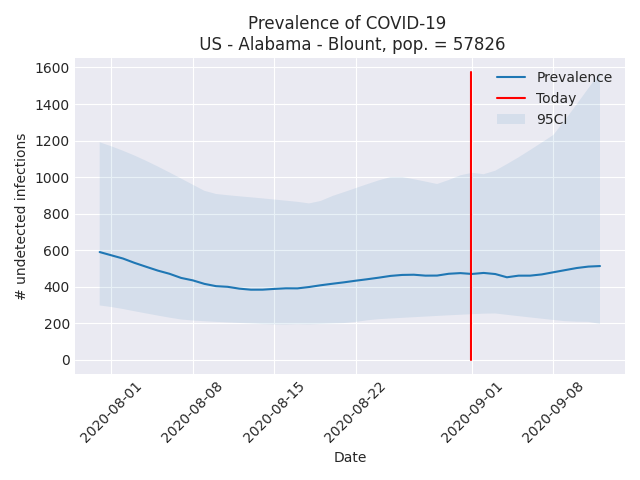 Prevalence of COVID-19
US - Alabama - Blount, pop. = 57826
1600
1400
1200
1000
800
600
400
200
0
# undetected infections
Prevalence
Today
95CI
2020-08-01
2020-08-08
2020-08-15
2020-08-22
2020-09-01
2020-09-08
Date